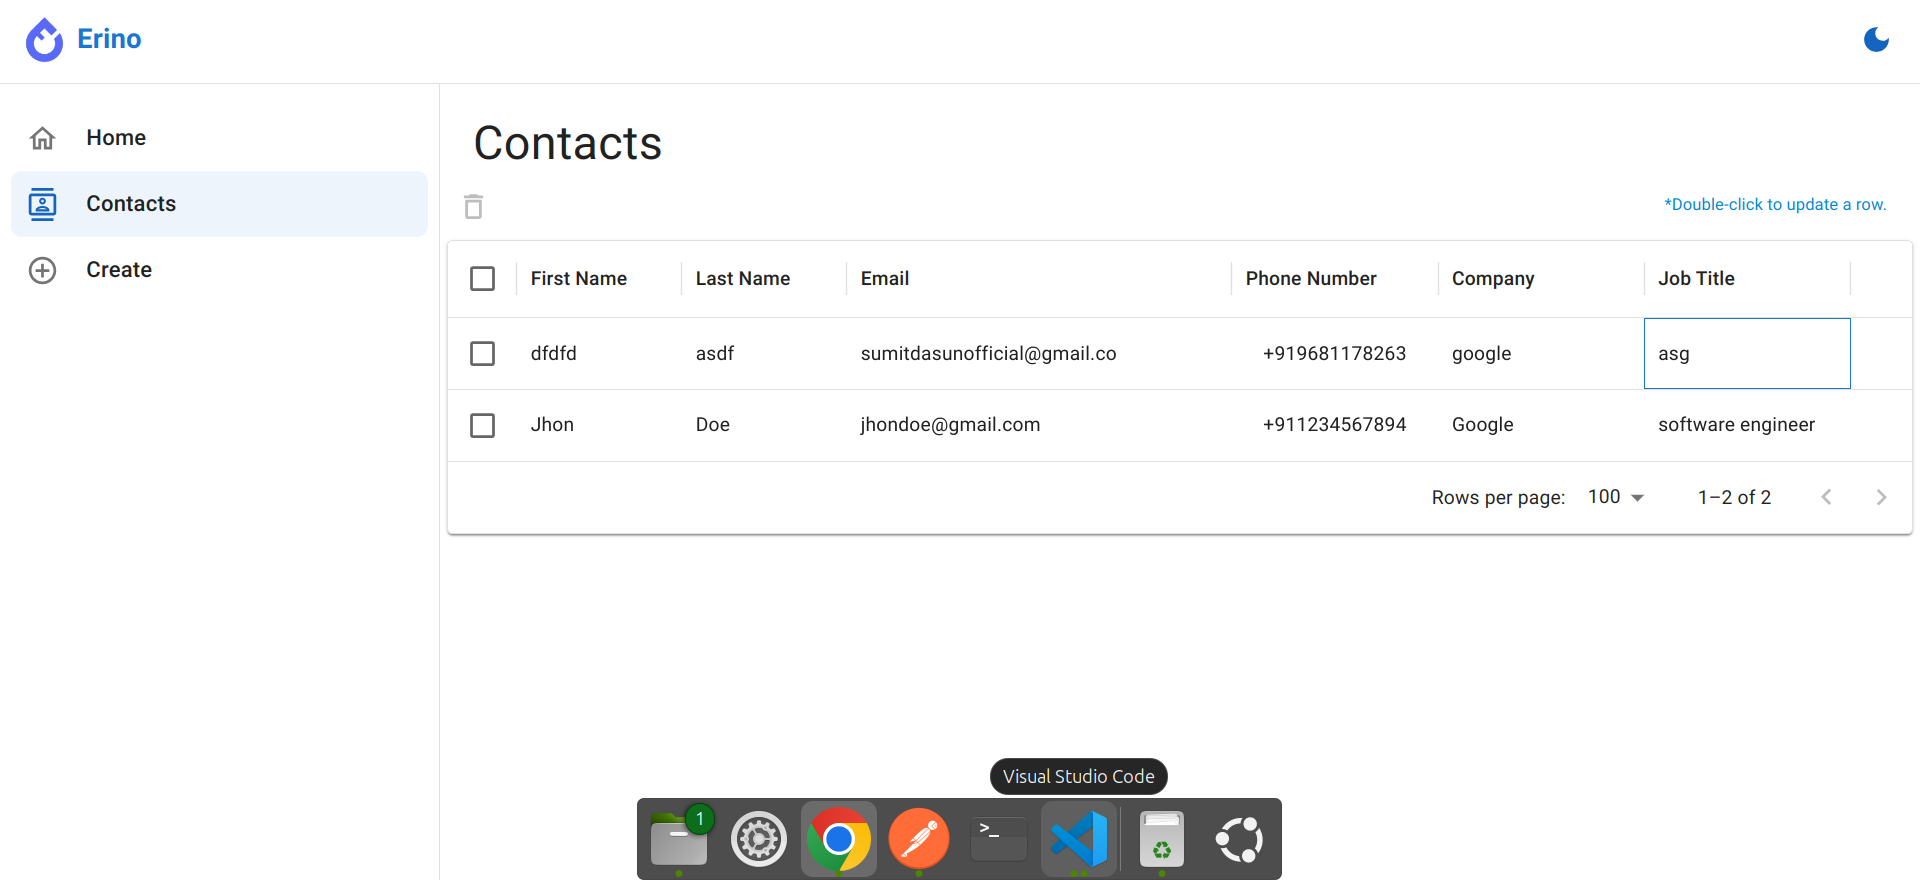 Erino
Home
Contacts
Create
Contacts
*Double-click to update a row.
First Name Last Name Email Phone Number Company Job Title
dfdfd asdf sumitdasunofficial@gmail.co +919681178263 google asg
Jhon Doe jhondoe@gmail.com +911234567894 Google software engineer
Rows per page: 100 1–2 of 2
Visual Studio Code
1
>_